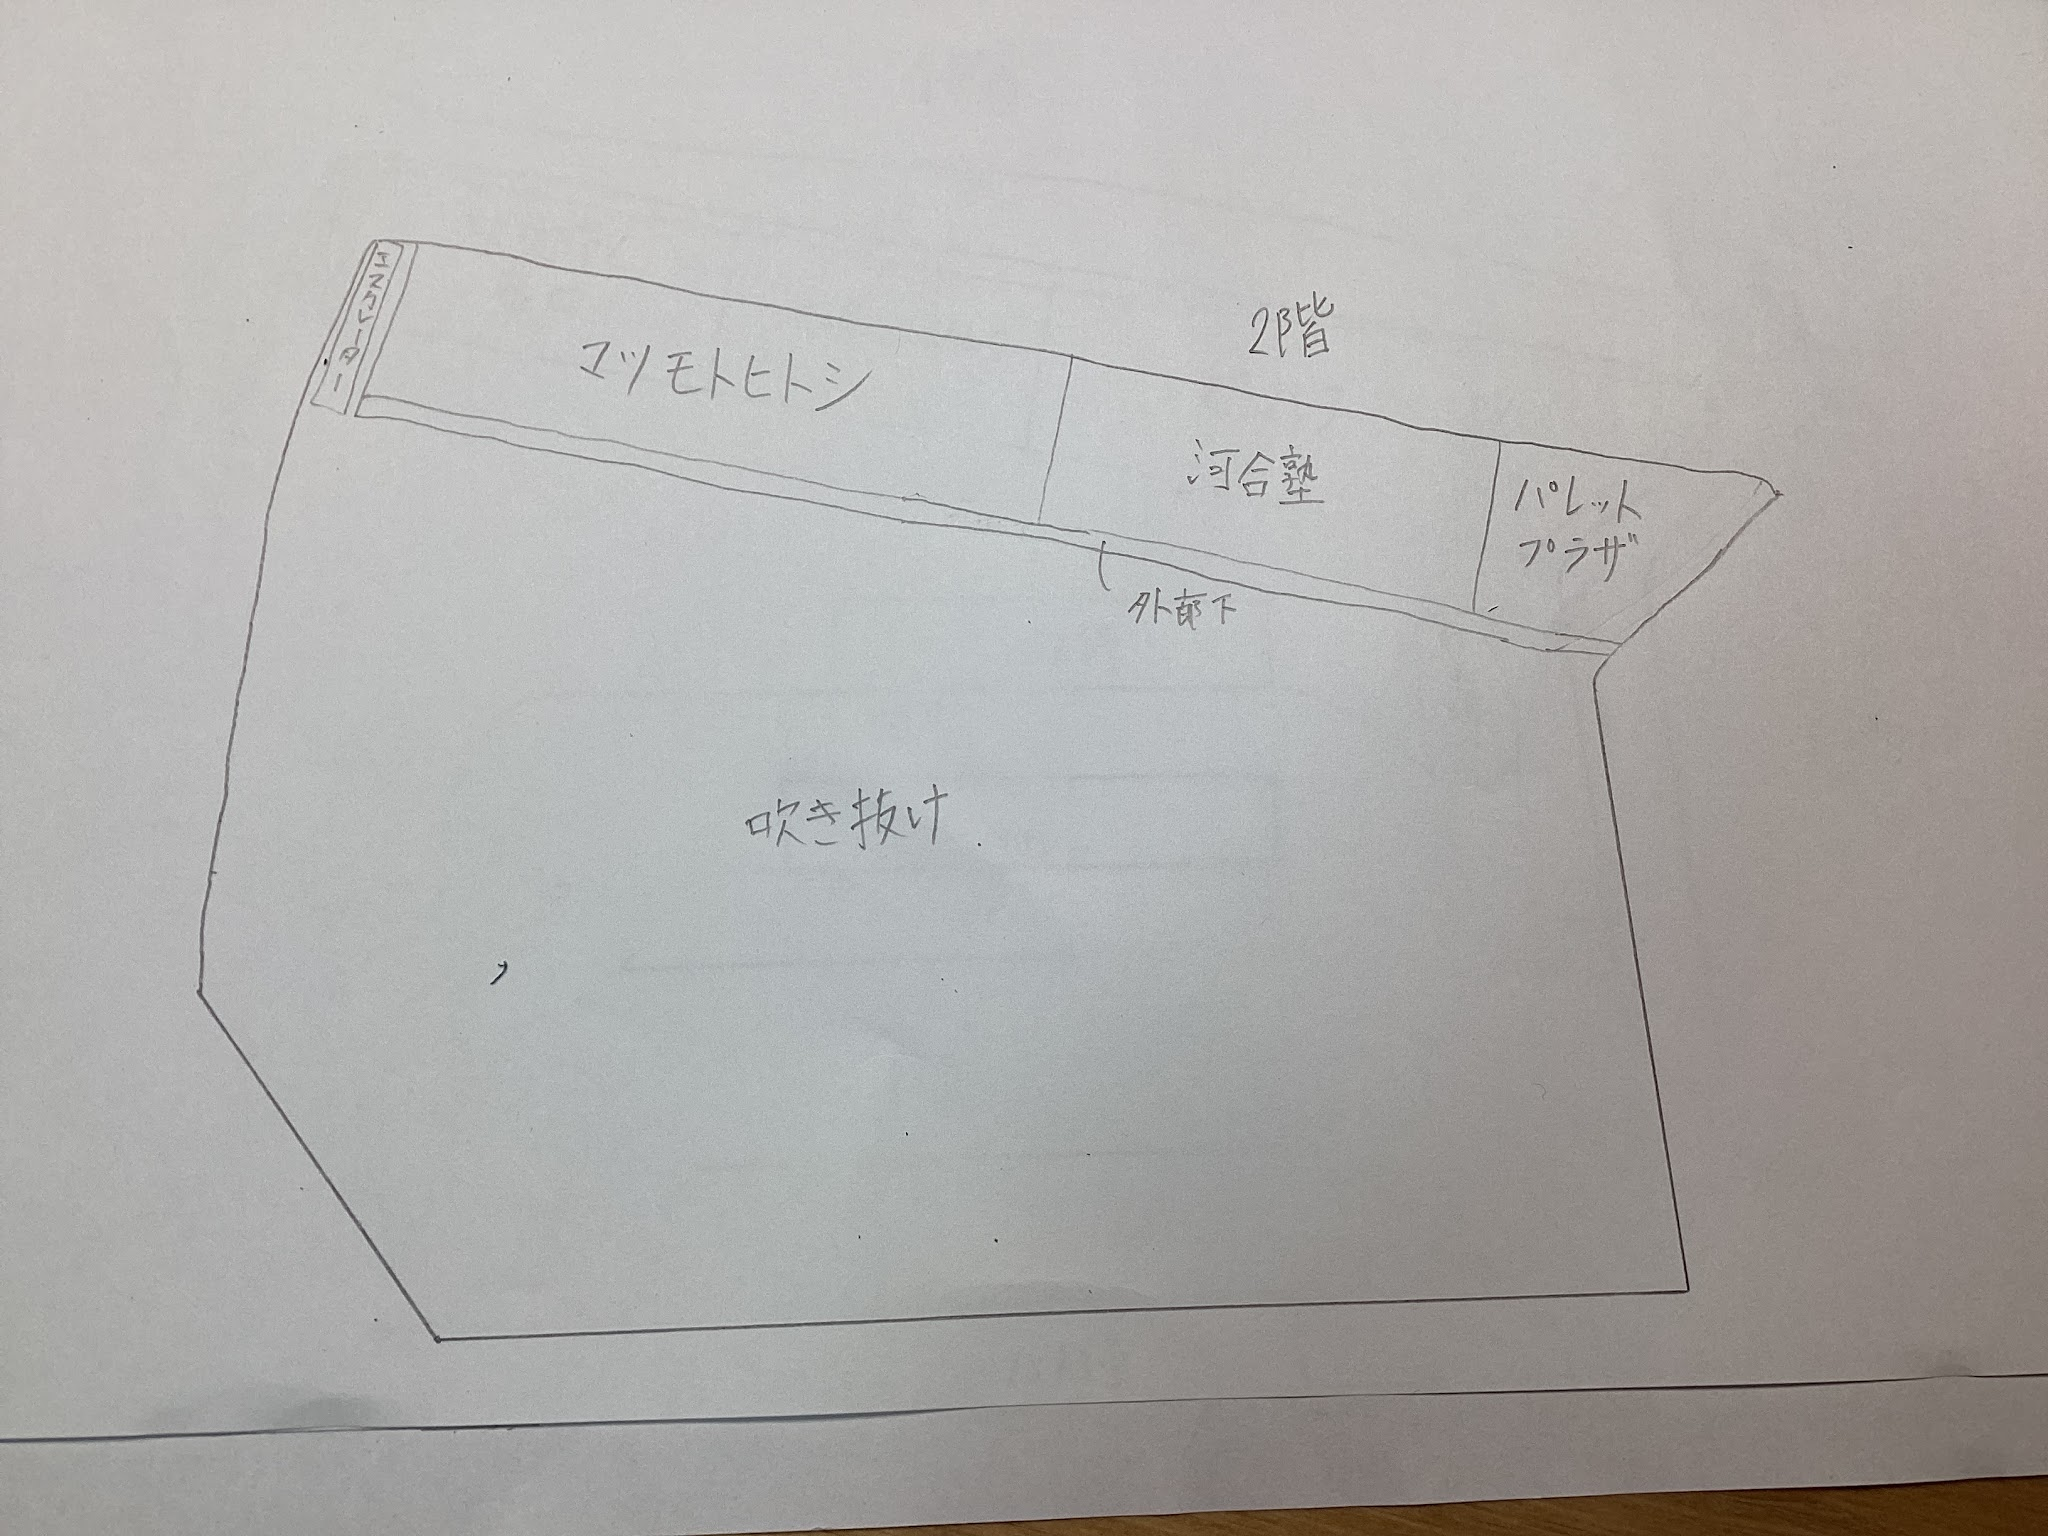 2階
エスカレーター
マツモトヒトシ
河合塾
パレット
プラザ
外廊下
吹き抜け